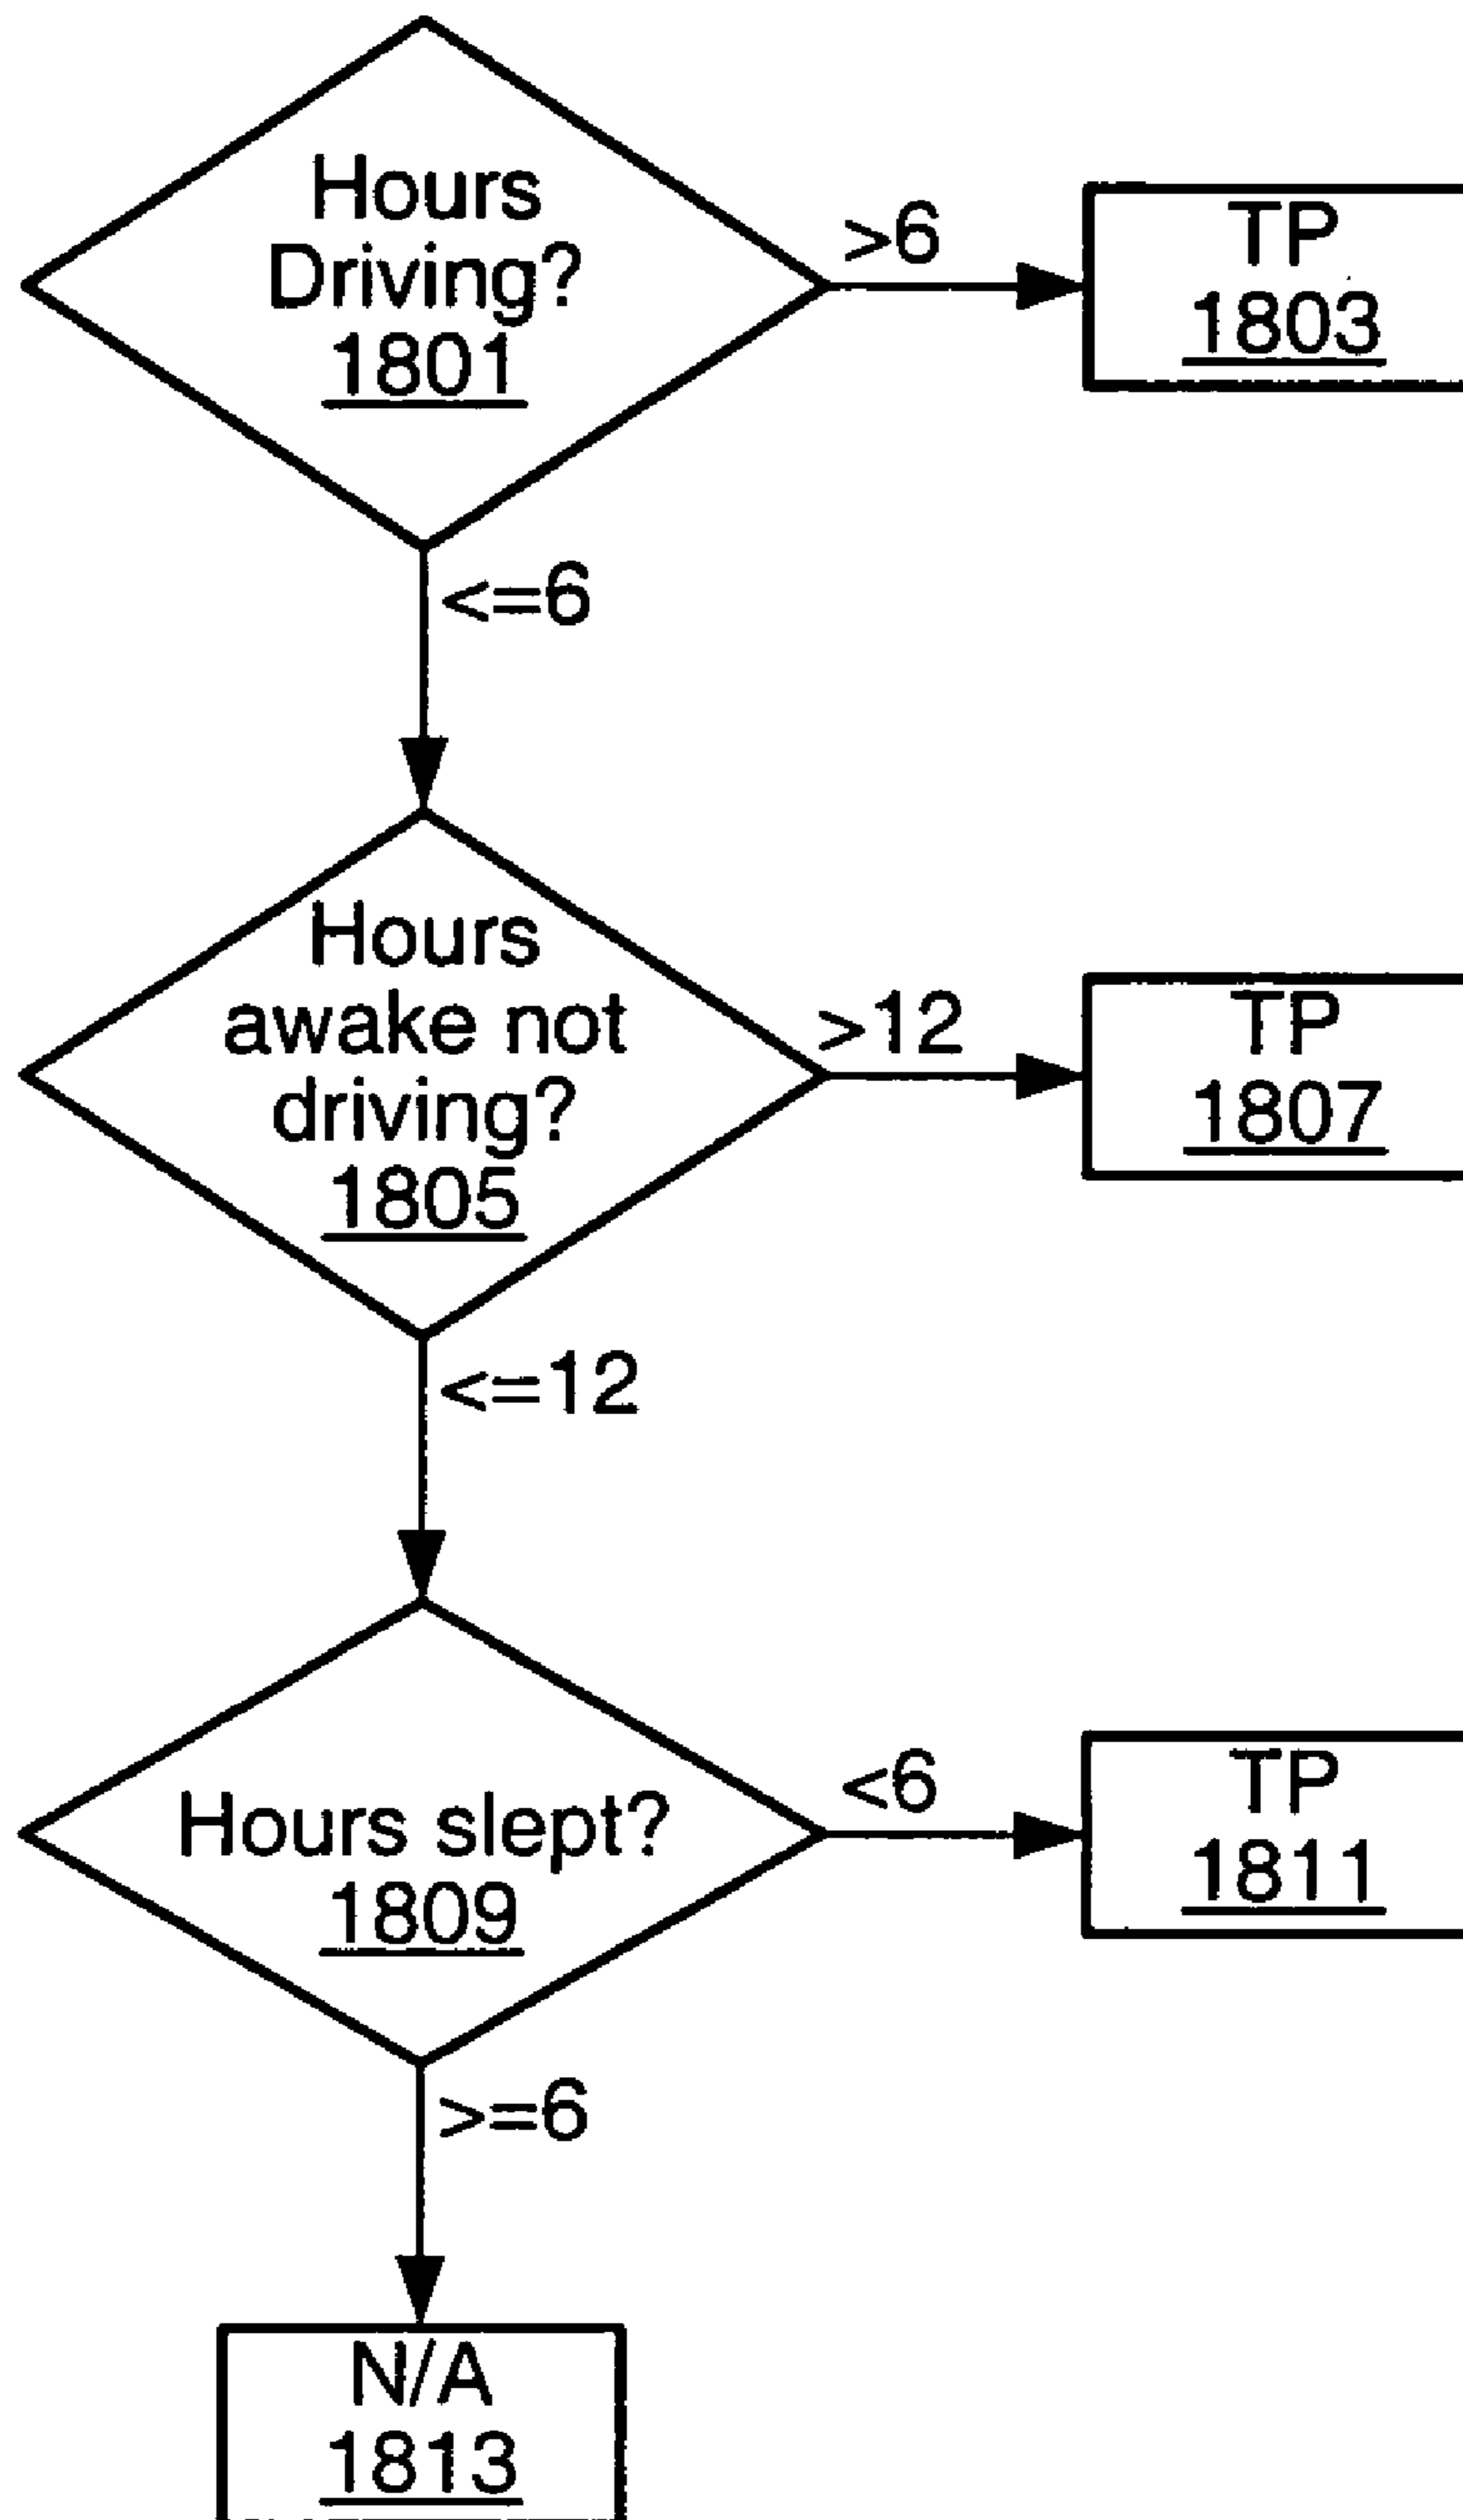 Hours
Driving?
1801
>6
TP
1803
<=6
Hours
awake not
driving?
1805
>12
TP
1807
<=12
Hours slept?
1809
<6
TP
1811
>=6
N/A
1813